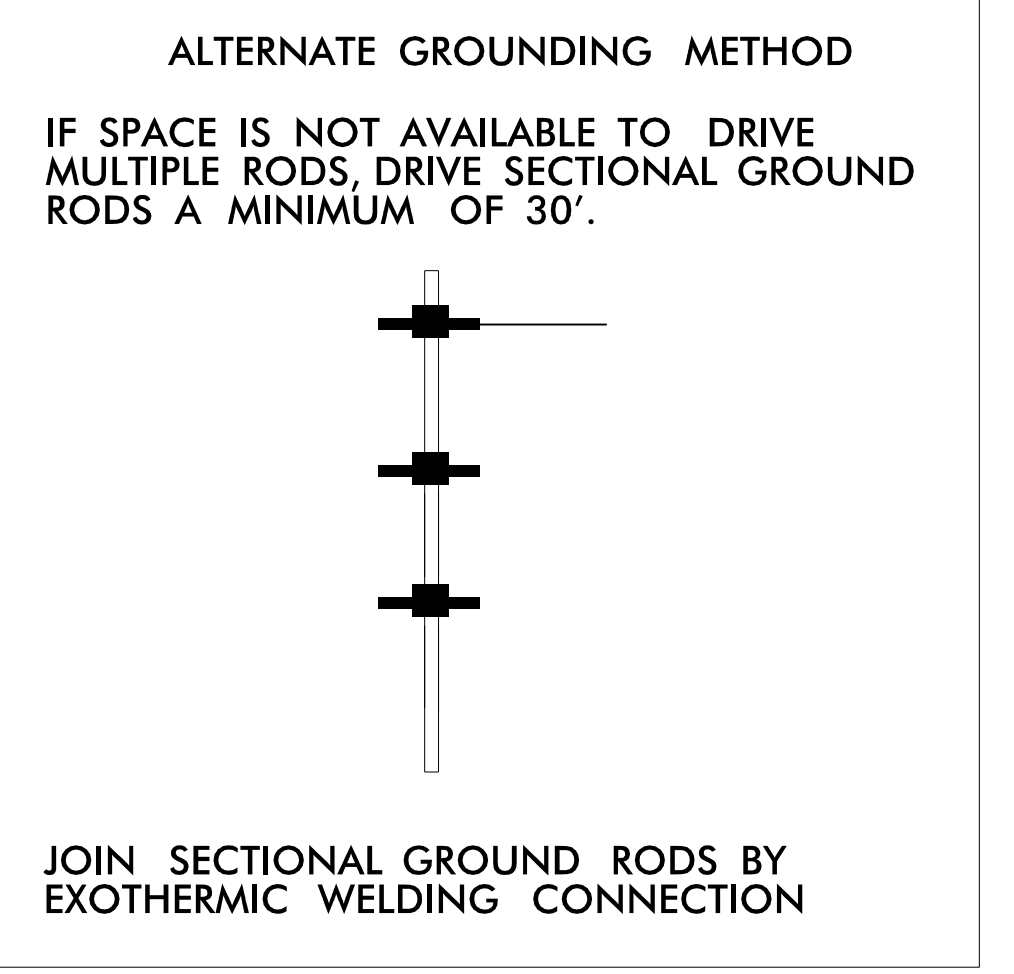 ALTERNATE GROUNDING METHOD
IF SPACE IS NOT AVAILABLE TO DRIVE
MULTIPLE RODS, DRIVE SECTIONAL GROUND
RODS A MINIMUM OF 30'.
JOIN SECTIONAL GROUND RODS BY
EXOTHERMIC WELDING CONNECTION